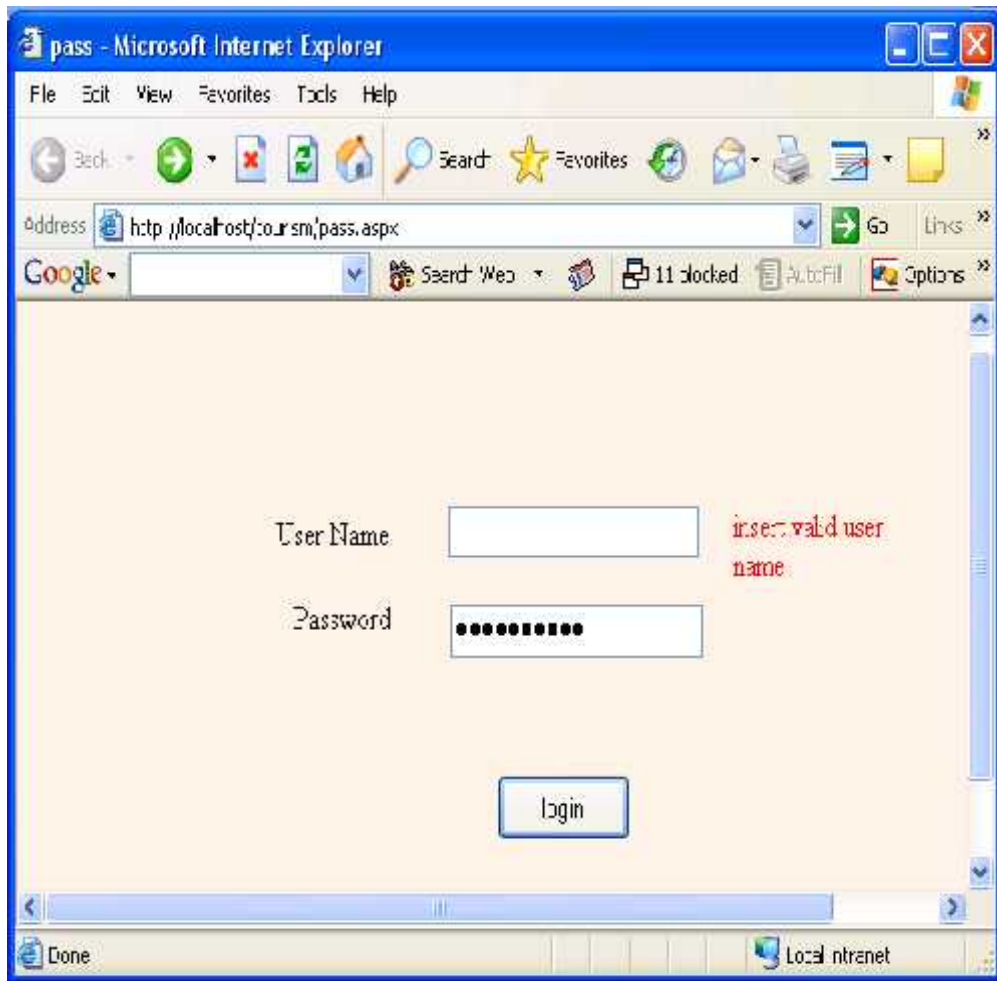 pass - Microsoft Internet Explorer
File Edit View Favorites Tools Help
Back Search Favorites »
Address http://localhost/toursm/pass.aspx Go Links »
Google Search Web 11 blocked AutoFill Options »
User Name insert valid user
name
Password ●●●●●●●●●●
login
Done Local intranet